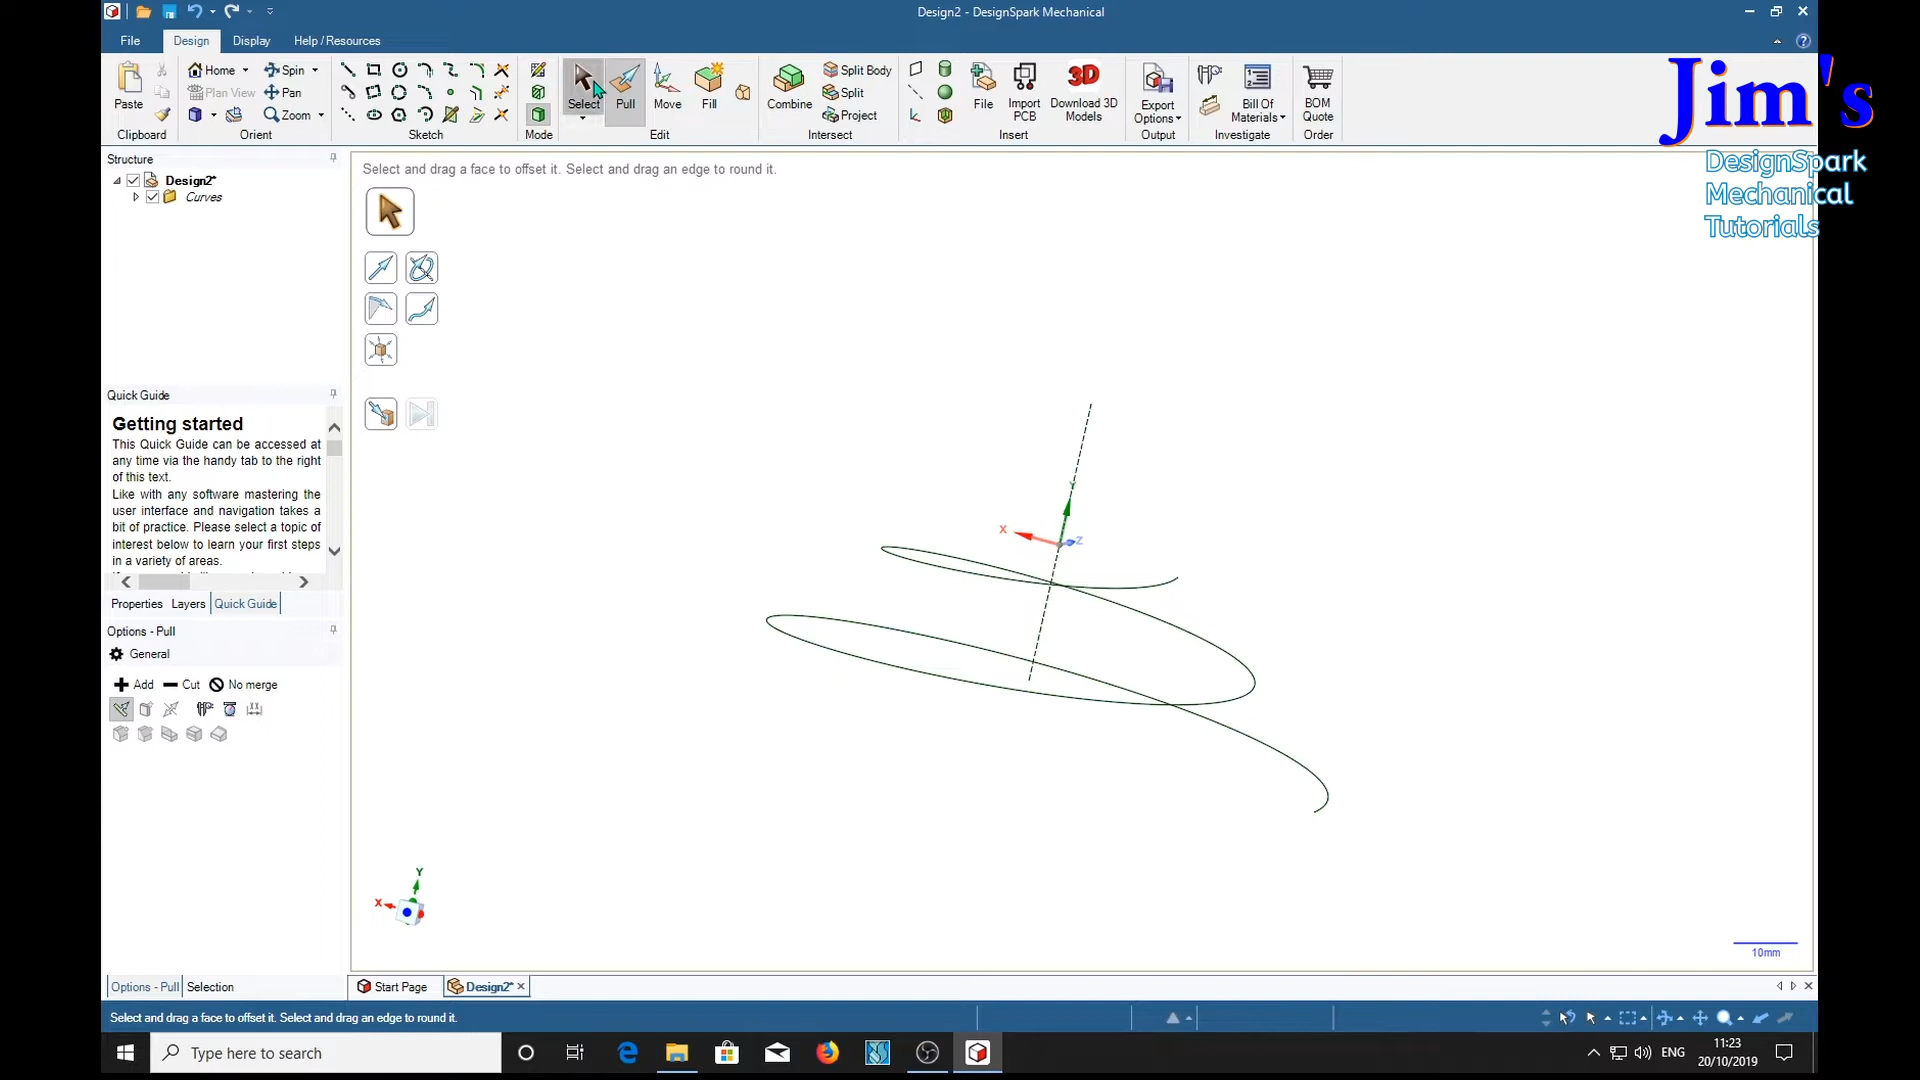 Design2 - DesignSpark Mechanical
File
Design
Display
Help / Resources
Paste
Home
Plan View
Spin
Pan
Zoom
Select
Pull
Move
Fill
Combine
Split Body
Split
Project
File
Import
PCB
3D
Download 3D
Models
Export
Options
Bill Of
Materials
BOM
Quote
Clipboard
Orient
Sketch
Mode
Edit
Intersect
Insert
Output
Investigate
Order
Jim's
DesignSpark
Mechanical
Tutorials
Structure
Design2*
Curves
Select and drag a face to offset it. Select and drag an edge to round it.
Quick Guide
Getting started
This Quick Guide can be accessed at
any time via the handy tab to the right
of this text.
Like with any software mastering the
user interface and navigation takes a
bit of practice. Please select a topic of
interest below to learn your first steps
in a variety of areas.
Properties
Layers
Quick Guide
Options - Pull
General
Add
Cut
No merge
Y
X
Z
Y
X
10mm
Options - Pull
Selection
Start Page
Design2*
Select and drag a face to offset it. Select and drag an edge to round it.
Type here to search
ENG
11:23
20/10/2019